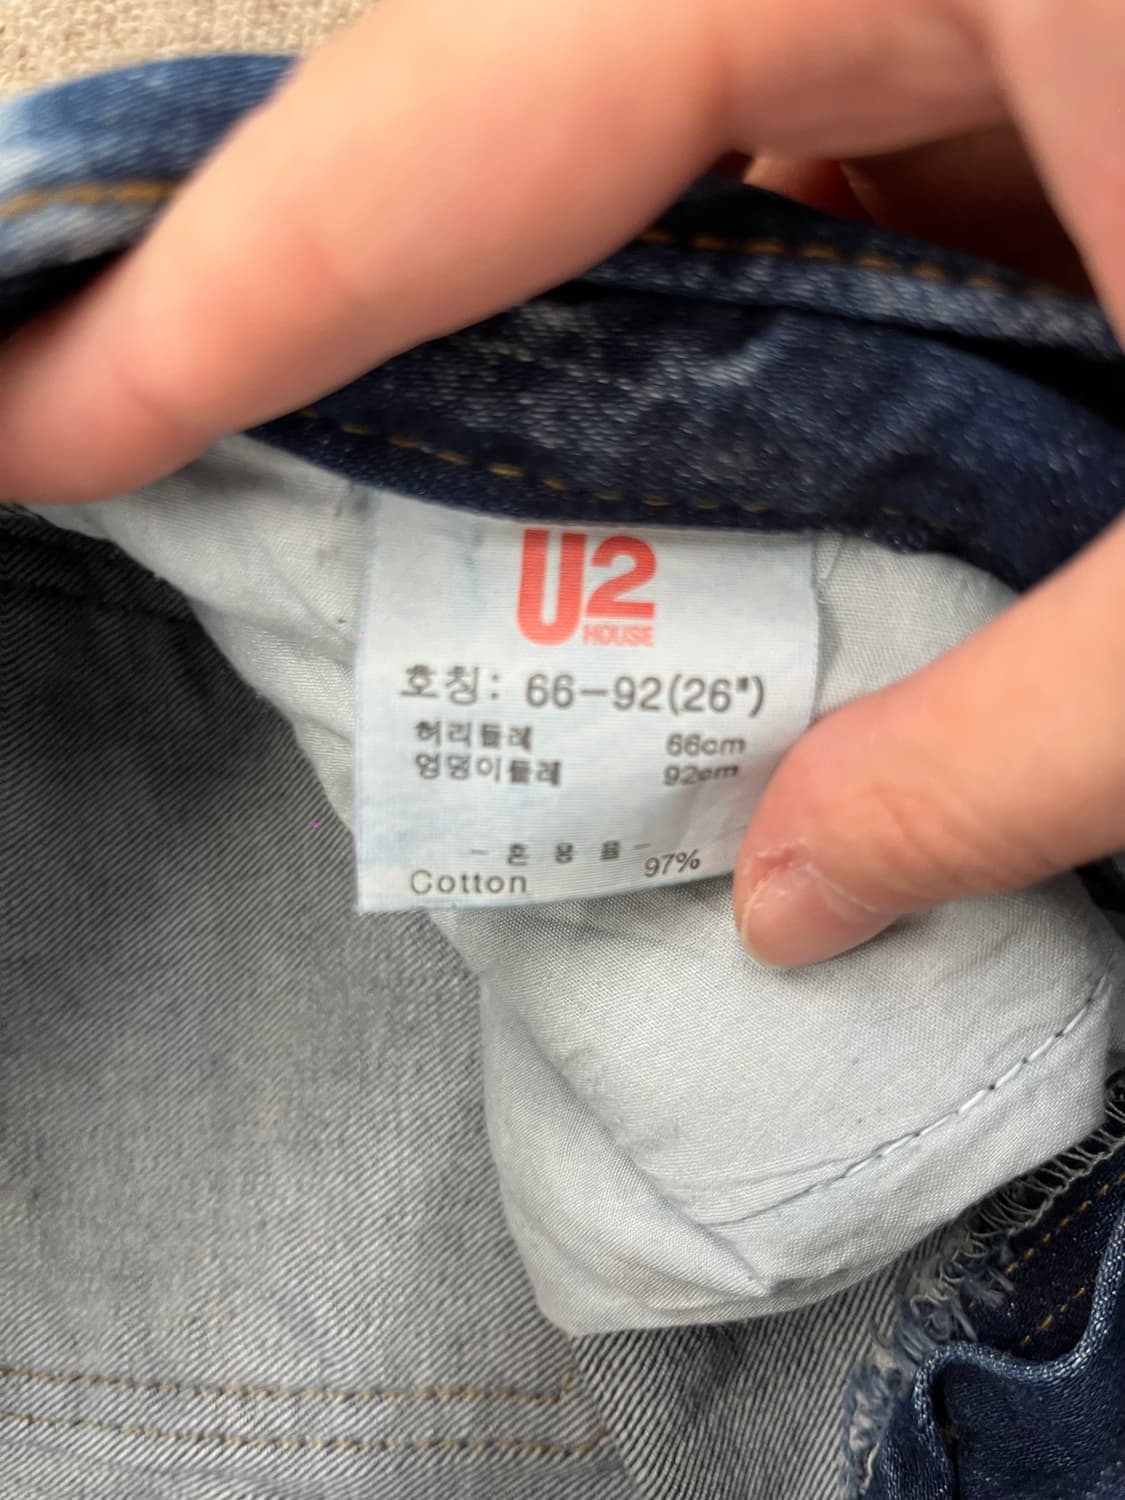 U2
HOUSE
호칭: 66-92(26")
허리둘레 66cm
엉덩이둘레 92cm
- 혼 용 율 -
Cotton 97%